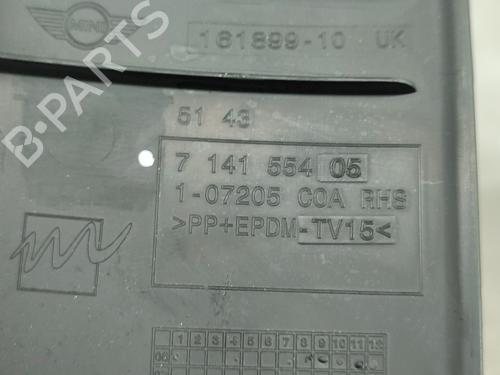 MINI
161899-10 UK
B-PARTS
51 43
7 141 554 05
1-07205 COA RHS
>PP+EPDM-TV15<
1 2 3 4 5 6 7 8 9 10 11 12
06